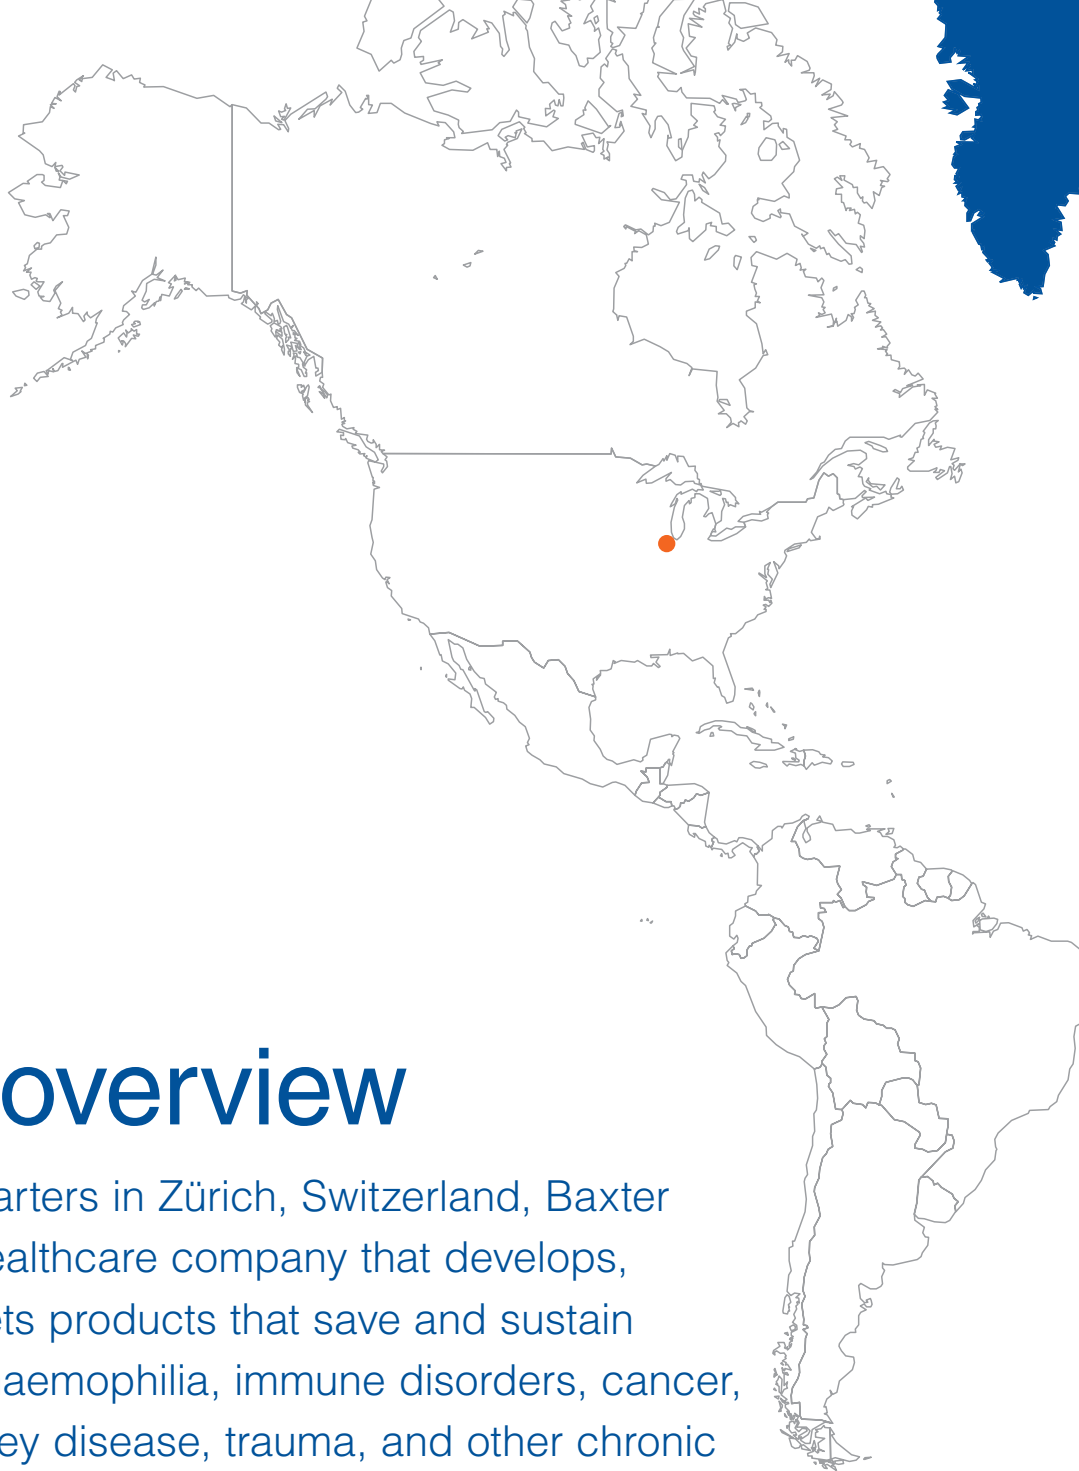 overview
arters in Zürich, Switzerland, Baxter
ealthcare company that develops,
ets products that save and sustain
aemophilia, immune disorders, cancer,
ey disease, trauma, and other chronic